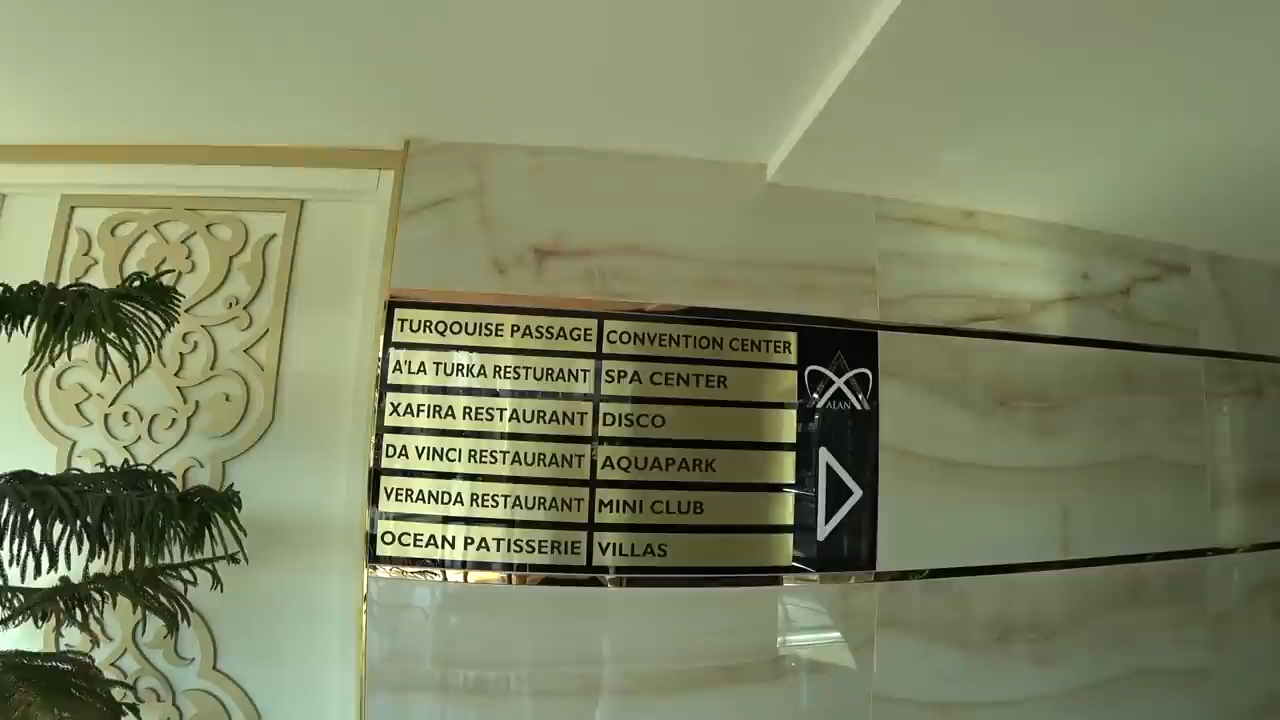 TURQOUISE PASSAGE
A'LA TURKA RESTURANT
XAFIRA RESTAURANT
DA VINCI RESTAURANT
VERANDA RESTAURANT
OCEAN PATISSERIE
CONVENTION CENTER
SPA CENTER
DISCO
AQUAPARK
MINI CLUB
VILLAS
ALAN